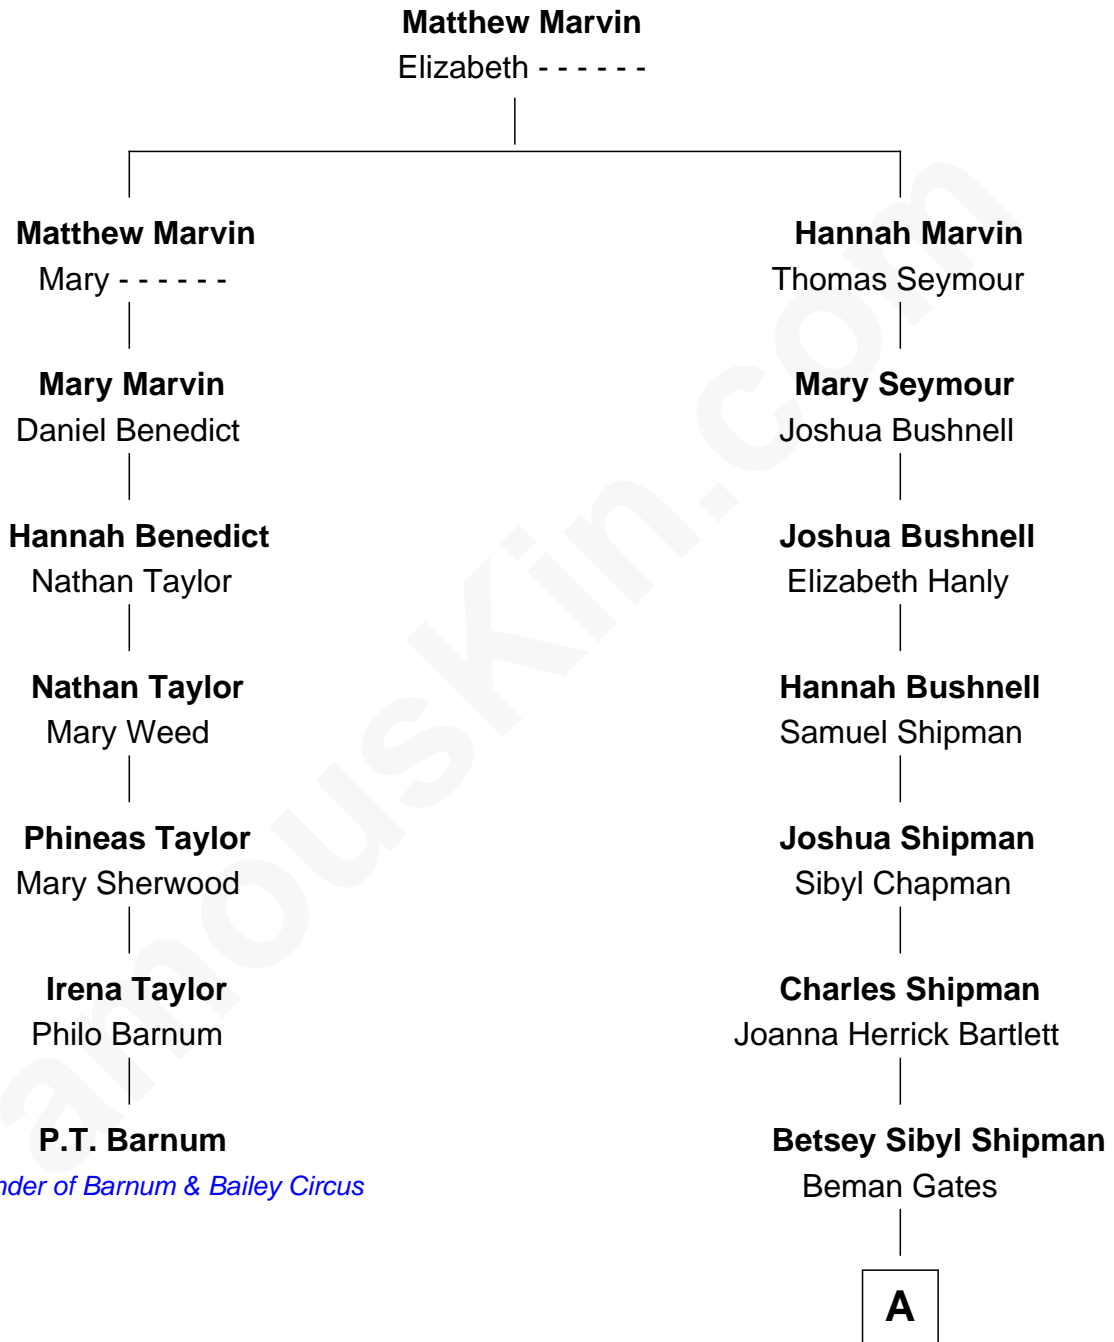 Matthew Marvin
Elizabeth - - - - - -
Matthew Marvin
Mary - - - - - -
Mary Marvin
Daniel Benedict
Hannah Benedict
Nathan Taylor
Nathan Taylor
Mary Weed
Phineas Taylor
Mary Sherwood
Irena Taylor
Philo Barnum
P.T. Barnum
nder of Barnum & Bailey Circus
Hannah Marvin
Thomas Seymour
Mary Seymour
Joshua Bushnell
Joshua Bushnell
Elizabeth Hanly
Hannah Bushnell
Samuel Shipman
Joshua Shipman
Sibyl Chapman
Charles Shipman
Joanna Herrick Bartlett
Betsey Sibyl Shipman
Beman Gates
A
amousKin.com